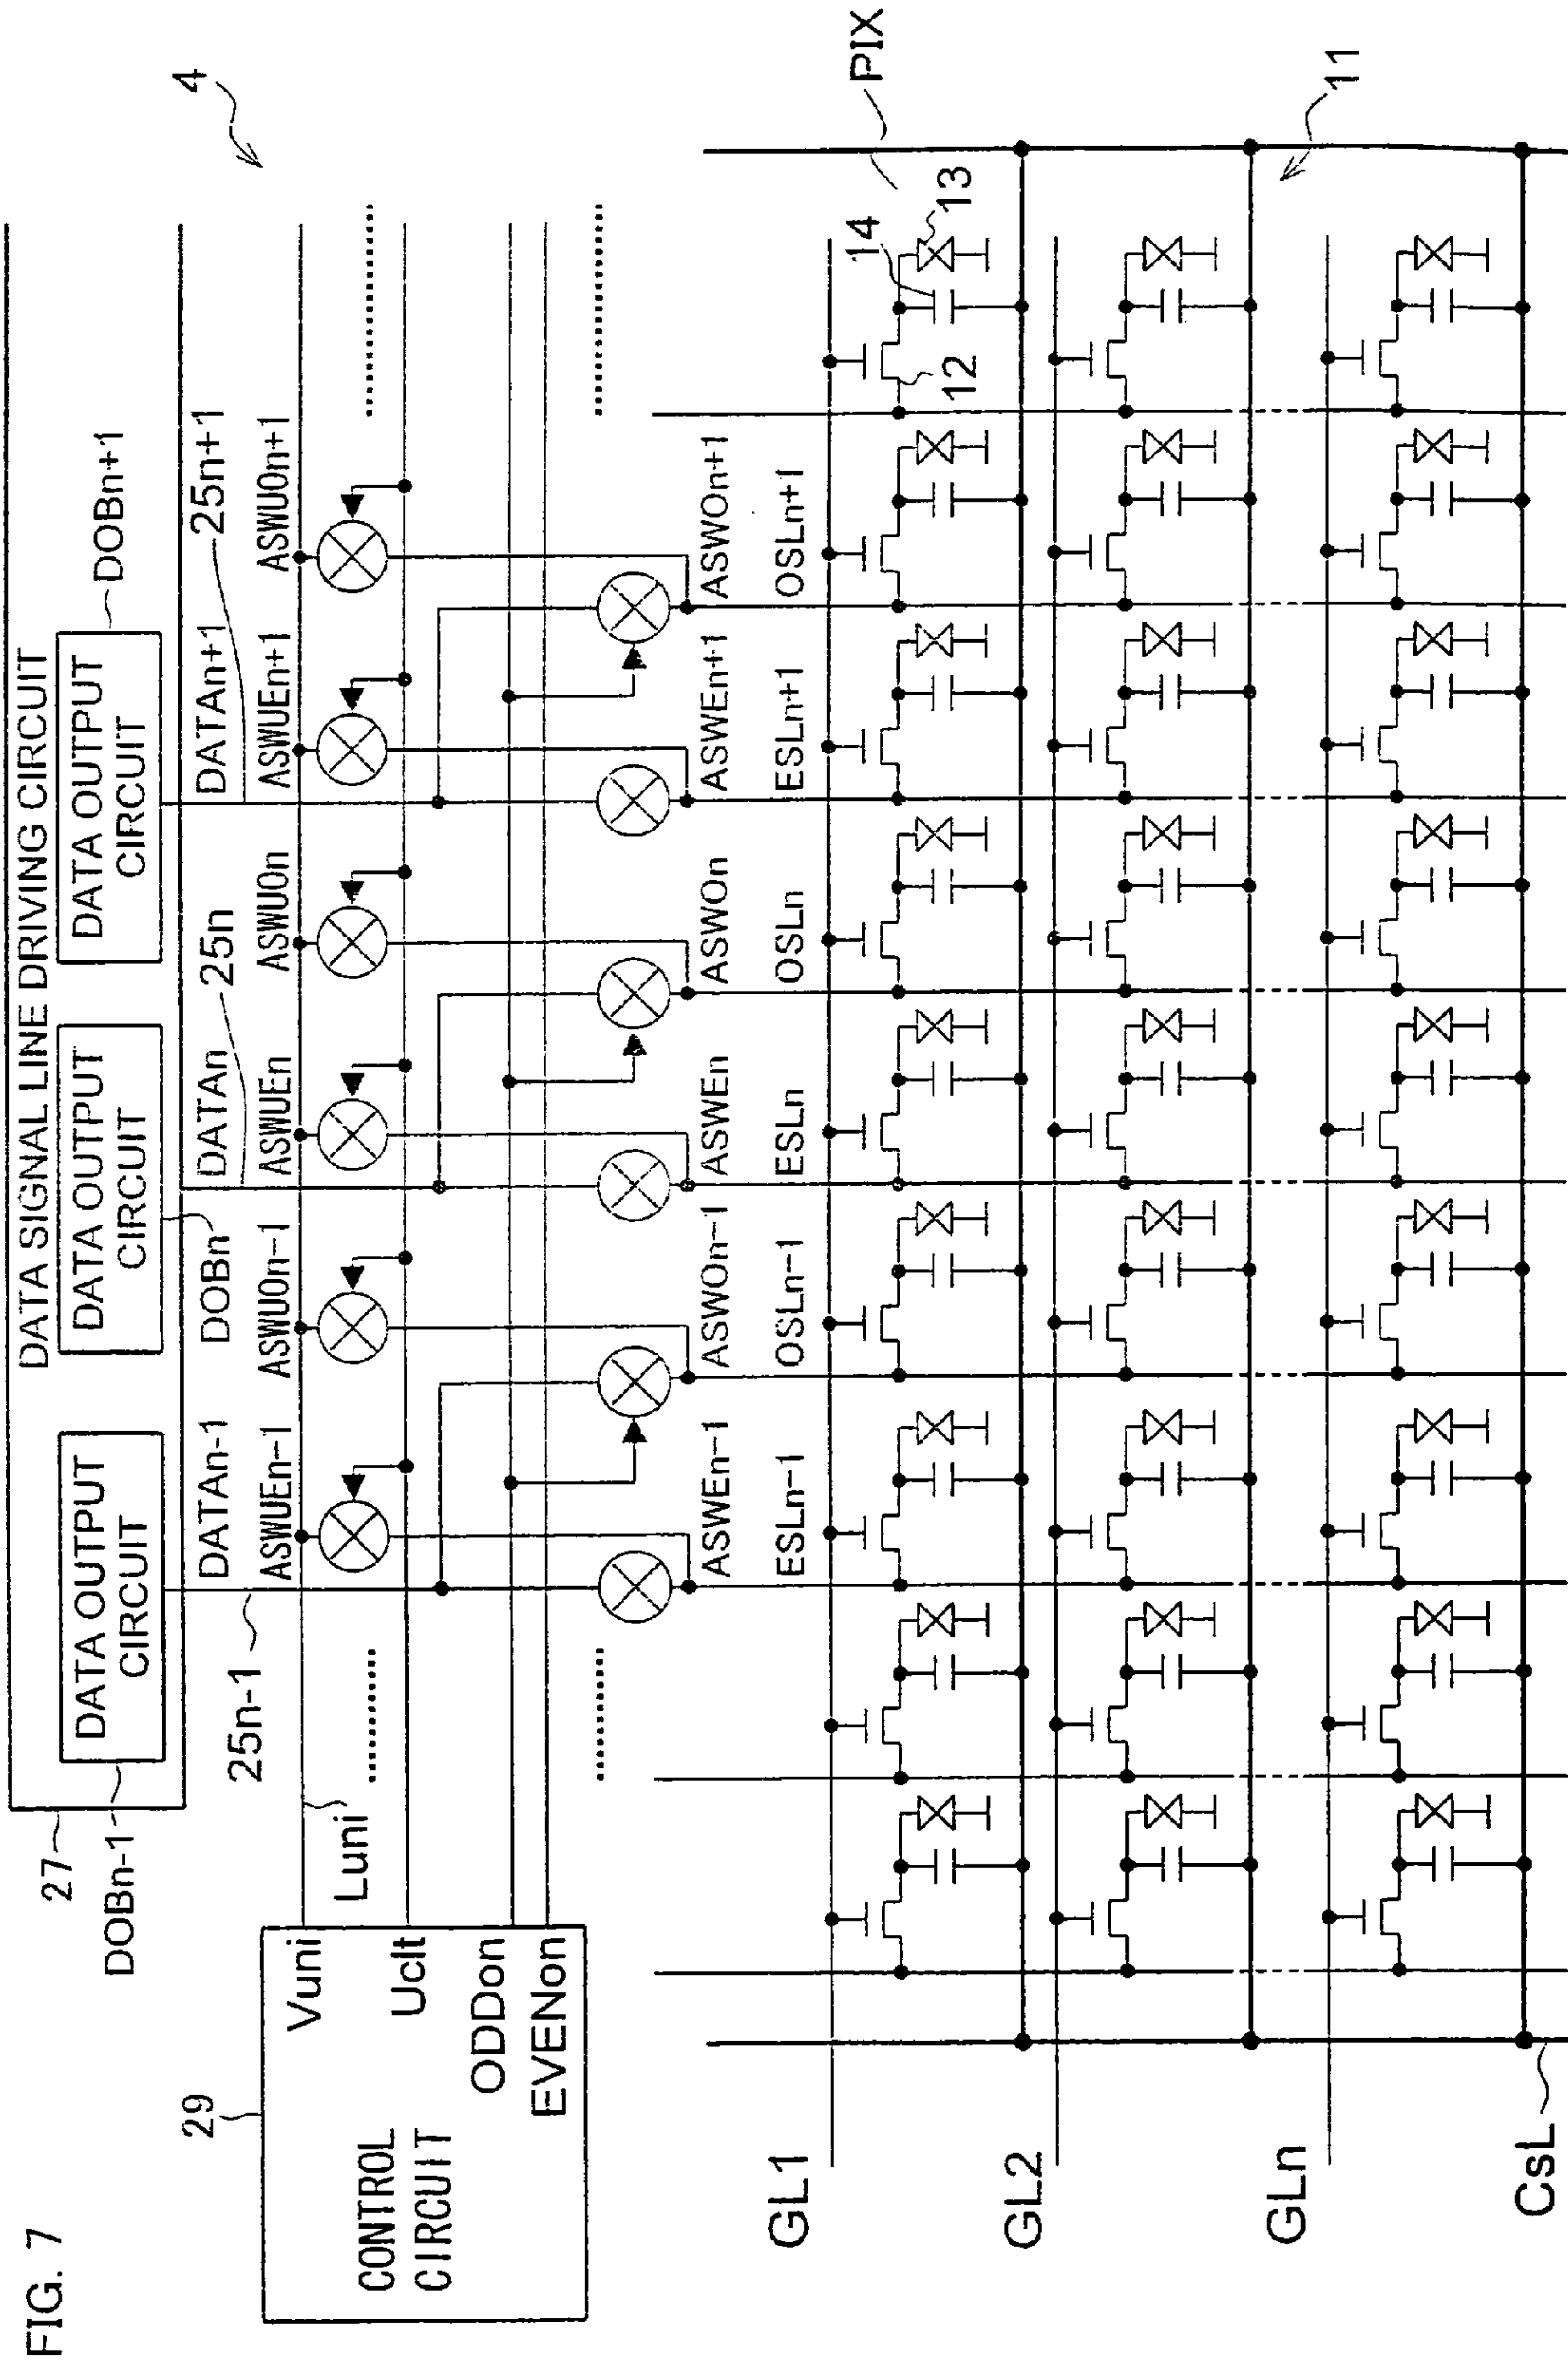 FIG. 7
4
27
DATA SIGNAL LINE DRIVING CIRCUIT
DATA OUTPUT
CIRCUIT
DATA OUTPUT
CIRCUIT
DATA OUTPUT
CIRCUIT
DOBn-1
DOBn
DOBn+1
25n-1
DATAn-1
DATAn
25n
DATAn+1
25n+1
ASWUEn-1
ASWUOn-1
ASWUEn
ASWUOn
ASWUEn+1
ASWUOn+1
29
CONTROL
CIRCUIT
Vuni
Uclt
ODDon
EVENon
Luni
ASWEn-1
ASWOn-1
ASWEn
ASWOn
ASWEn+1
ASWOn+1
ESLn-1
OSLn-1
ESLn
OSLn
ESLn+1
OSLn+1
PIX
GL1
14
13
12
GL2
11
GLn
CsL